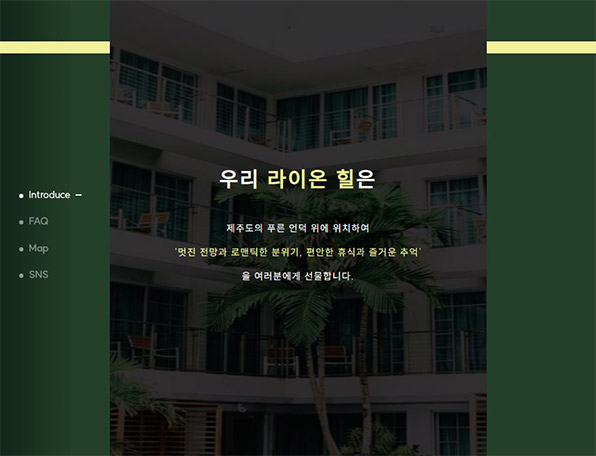 우리 라이온 힐은
제주도의 푸른 언덕 위에 위치하여
'멋진 전망과 로맨틱한 분위기, 편안한 휴식과 즐거운 추억'
을 여러분에게 선물합니다.
Introduce
FAQ
Map
SNS